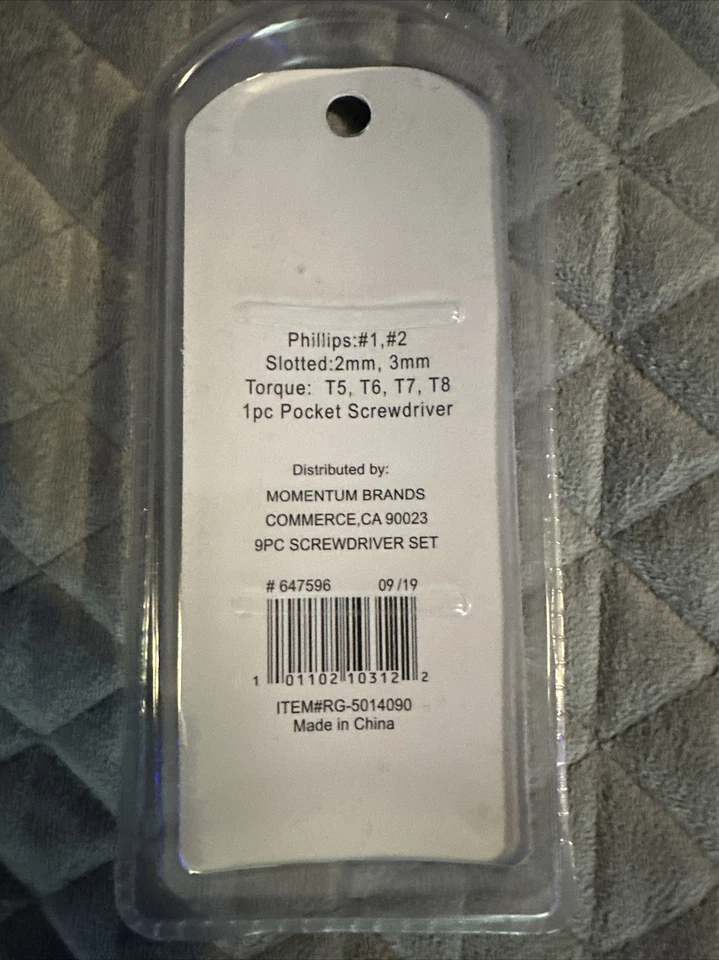 Phillips:#1,#2
Slotted:2mm, 3mm
Torque: T5, T6, T7, T8
1pc Pocket Screwdriver
Distributed by:
MOMENTUM BRANDS
COMMERCE,CA 90023
9PC SCREWDRIVER SET
# 647596 09/19
1 01102 10312 2
ITEM#RG-5014090
Made in China